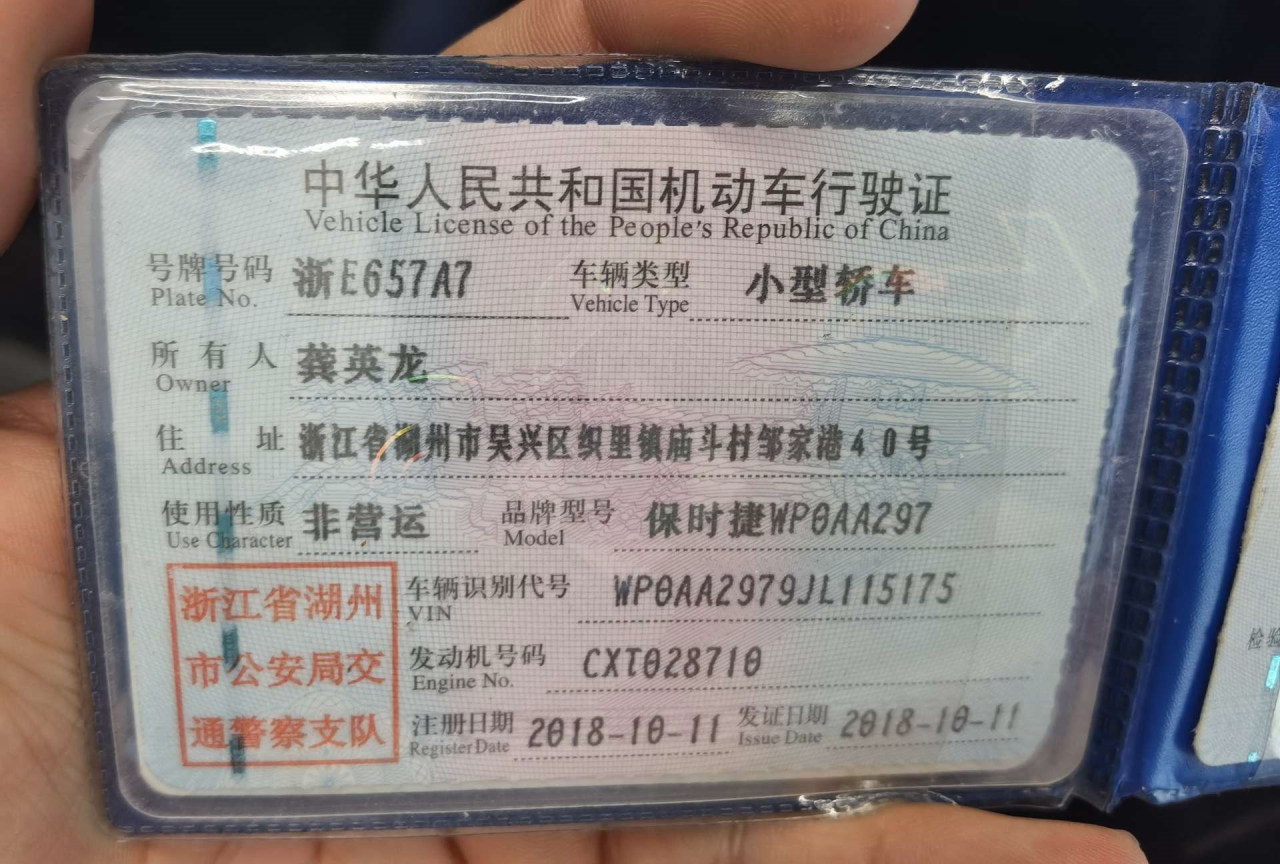 中华人民共和国机动车行驶证
Vehicle License of the People's Republic of China
号牌号码 浙E657A7 车辆类型 小型轿车
Plate No. Vehicle Type
所有人 龚英龙
Owner
住址 浙江省湖州市吴兴区织里镇庙斗村邹家港40号
Address
使用性质 非营运 品牌型号 保时捷WP0AA297
Use Character Model
浙江省湖州
市公安局交
通警察支队
车辆识别代号 WP0AA2979JL115175
VIN
发动机号码 CXT028710
Engine No.
注册日期 2018-10-11 发证日期 2018-10-11
Register Date Issue Date
检验